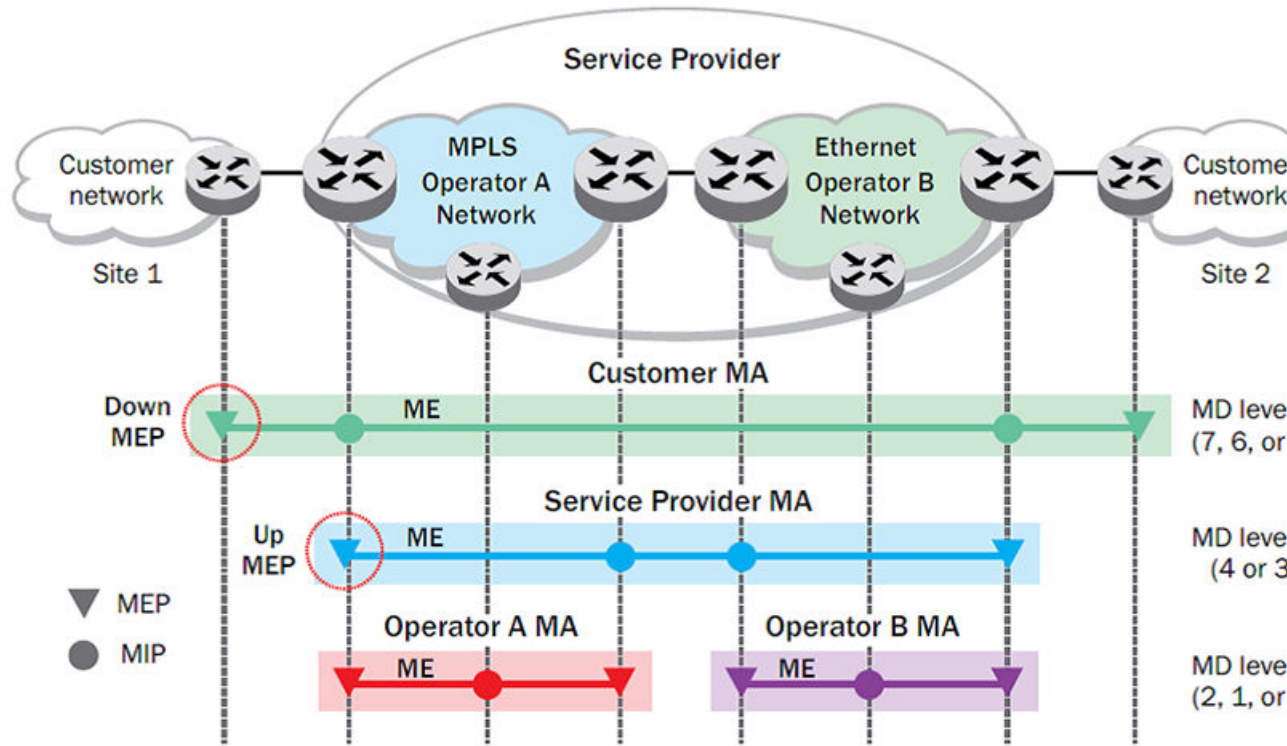 Service Provider
Customer
network
MPLS
Operator A
Network
Ethernet
Operator B
Network
Custome
network
Site 1
Site 2
Customer MA
Down
MEP
ME
MD leve
(7, 6, or
Service Provider MA
Up
MEP
ME
MD leve
(4 or 3
MEP
MIP
Operator A MA
Operator B MA
ME
ME
MD leve
(2, 1, or